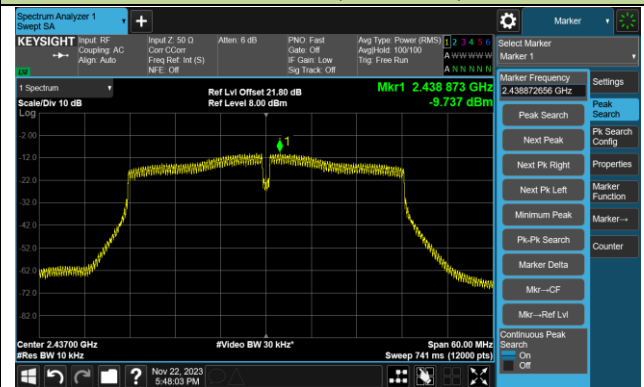 Spectrum Analyzer 1
Swept SA
+
Marker
KEYSIGHT
Input: RF
Coupling: AC
Align: Auto
Input Z: 50 Ω
Corr CCorr
Freq Ref: Int (S)
NFE: Off
Atten: 6 dB
PNO: Fast
Gate: Off
IF Gain: Low
Sig Track: Off
Avg Type: Power (RMS)
Avg|Hold: 100/100
Trig: Free Run
1 2 3 4 5 6
A W W W W W
A N N N N N
Select Marker
Marker 1
1 Spectrum
Scale/Div 10 dB
Log
Ref Lvl Offset 21.80 dB
Ref Level 8.00 dBm
Mkr1 2.438 873 GHz
-9.737 dBm
Marker Frequency
2.438872656 GHz
Settings
Peak Search
Peak
Search
Next Peak
Pk Search
Config
Next Pk Right
Properties
Next Pk Left
Marker
Function
Minimum Peak
Marker→
Pk-Pk Search
Counter
Marker Delta
Mkr→CF
Mkr→Ref Lvl
Continuous Peak
Search
On
Off
1
-2.00
-12.0
-22.0
-32.0
-42.0
-52.0
-62.0
-72.0
-82.0
Center 2.43700 GHz
#Res BW 10 kHz
#Video BW 30 kHz*
Span 60.00 MHz
Sweep 741 ms (12000 pts)
?
Nov 22, 2023
5:48:03 PM